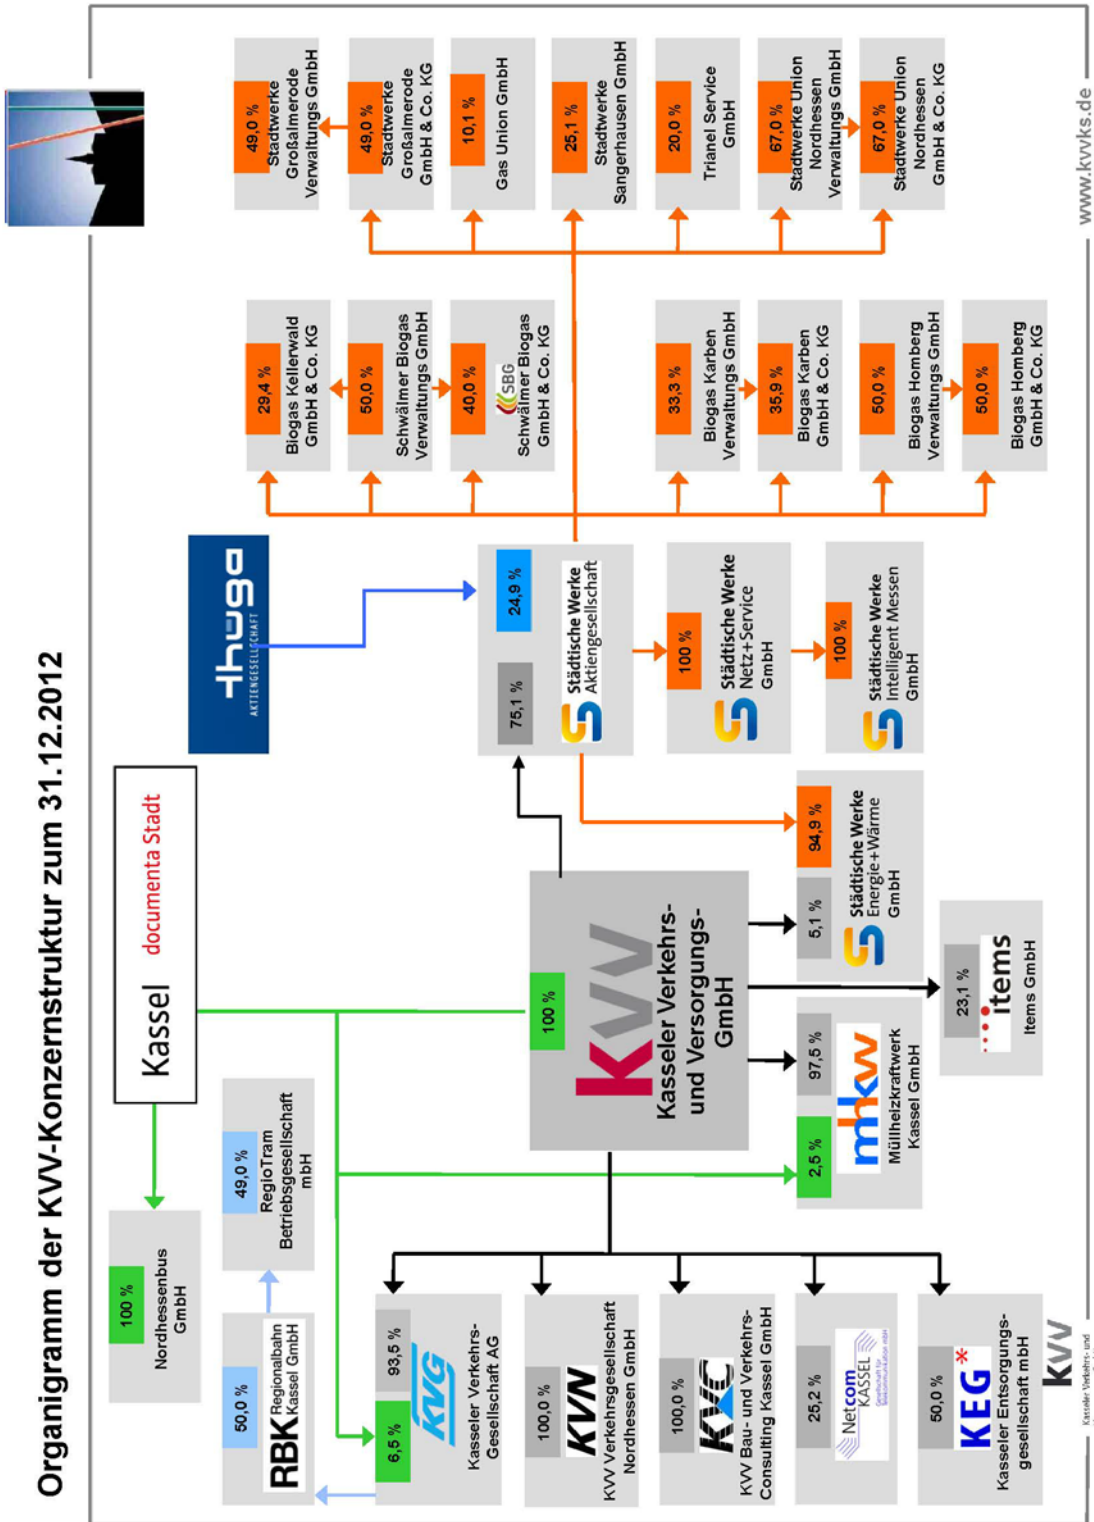 Organigramm der KVV-Konzernstruktur zum 31.12.2012
Kassel documenta Stadt
thüga
AKTIENGESELLSCHAFT
100 %
Nordhessenbus
GmbH
50,0 %
RBK Regionalbahn
Kassel GmbH
49,0 %
RegioTram
Betriebsgesellschaft
mbH
6,5 %
93,5 %
KVG
Kasseler Verkehrs-
Gesellschaft AG
100,0 %
KVN
KVV Verkehrsgesellschaft
Nordhessen GmbH
100,0 %
KVC
KVV Bau- und Verkehrs-
Consulting Kassel GmbH
25,2 %
Netcom
KASSEL
Gesellschaft für
Telekommunikation mbH
50,0 %
KEG*
Kasseler Entsorgungs-
gesellschaft mbH
100 %
kvv
Kasseler Verkehrs-
und Versorgungs-
GmbH
2,5 %
97,5 %
mhkw
Müllheizkraftwerk
Kassel GmbH
23,1 %
items
Items GmbH
5,1 %
94,9 %
Städtische Werke
Energie+Wärme
GmbH
75,1 %
24,9 %
Städtische Werke
Aktiengesellschaft
100 %
Städtische Werke
Netz+Service
GmbH
100 %
Städtische Werke
Intelligent Messen
GmbH
29,4 %
Biogas Kellerwald
GmbH & Co. KG
50,0 %
Schwälmer Biogas
Verwaltungs GmbH
40,0 %
SBG
Schwälmer Biogas
GmbH & Co. KG
33,3 %
Biogas Karben
Verwaltungs GmbH
35,9 %
Biogas Karben
GmbH & Co. KG
50,0 %
Biogas Homberg
Verwaltungs GmbH
50,0 %
Biogas Homberg
GmbH & Co. KG
49,0 %
Stadtwerke
Großalmerode
Verwaltungs GmbH
49,0 %
Stadtwerke
Großalmerode
GmbH & Co. KG
10,1 %
Gas Union GmbH
25,1 %
Stadtwerke
Sangerhausen GmbH
20,0 %
Trianel Service
GmbH
67,0 %
Stadtwerke Union
Nordhessen
Verwaltungs GmbH
67,0 %
Stadtwerke Union
Nordhessen
GmbH & Co. KG
kvv
Kasseler Verkehrs- und
www.kvvks.de